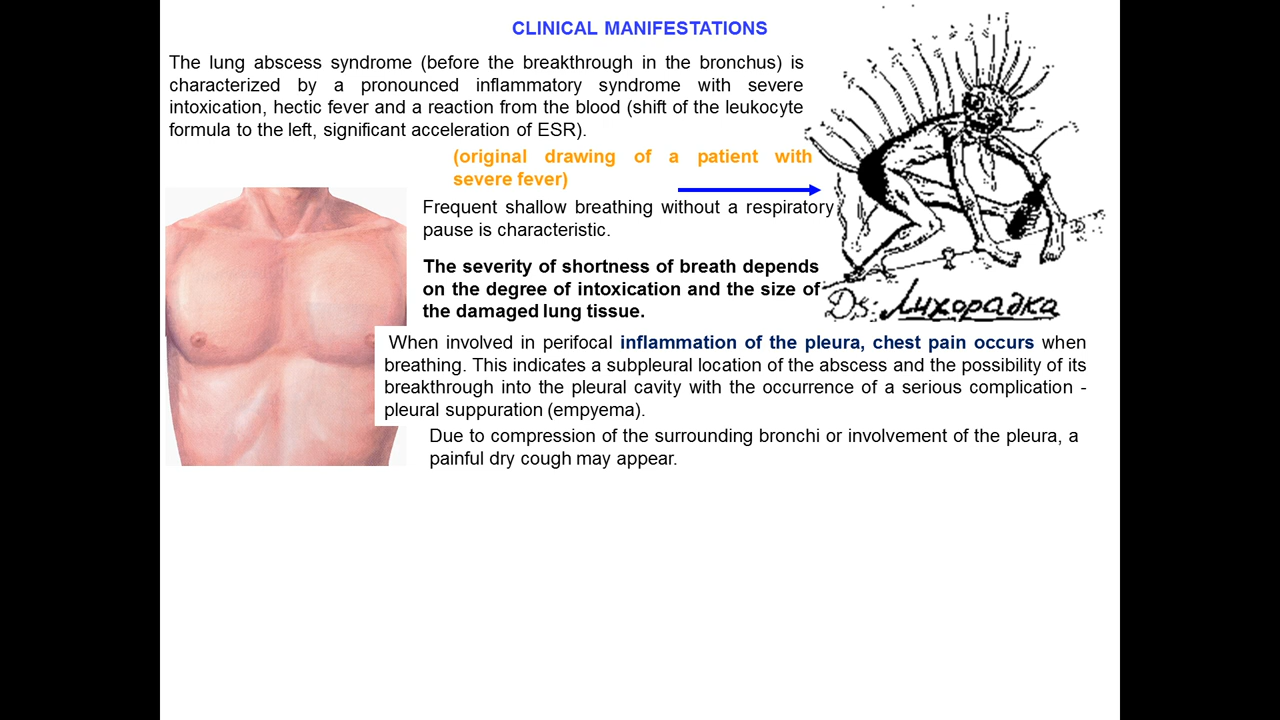 CLINICAL MANIFESTATIONS
The lung abscess syndrome (before the breakthrough in the bronchus) is
characterized by a pronounced inflammatory syndrome with severe
intoxication, hectic fever and a reaction from the blood (shift of the leukocyte
formula to the left, significant acceleration of ESR).
(original drawing of a patient with
severe fever)
Frequent shallow breathing without a respiratory
pause is characteristic.
The severity of shortness of breath depends
on the degree of intoxication and the size of
the damaged lung tissue.
Ds: Лихорадка
When involved in perifocal inflammation of the pleura, chest pain occurs when
breathing. This indicates a subpleural location of the abscess and the possibility of its
breakthrough into the pleural cavity with the occurrence of a serious complication -
pleural suppuration (empyema).
Due to compression of the surrounding bronchi or involvement of the pleura, a
painful dry cough may appear.